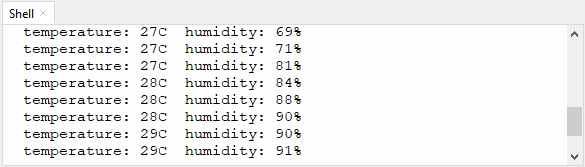 Shell
temperature: 27C  humidity: 69%
temperature: 27C  humidity: 71%
temperature: 27C  humidity: 81%
temperature: 28C  humidity: 84%
temperature: 28C  humidity: 88%
temperature: 28C  humidity: 90%
temperature: 29C  humidity: 90%
temperature: 29C  humidity: 91%